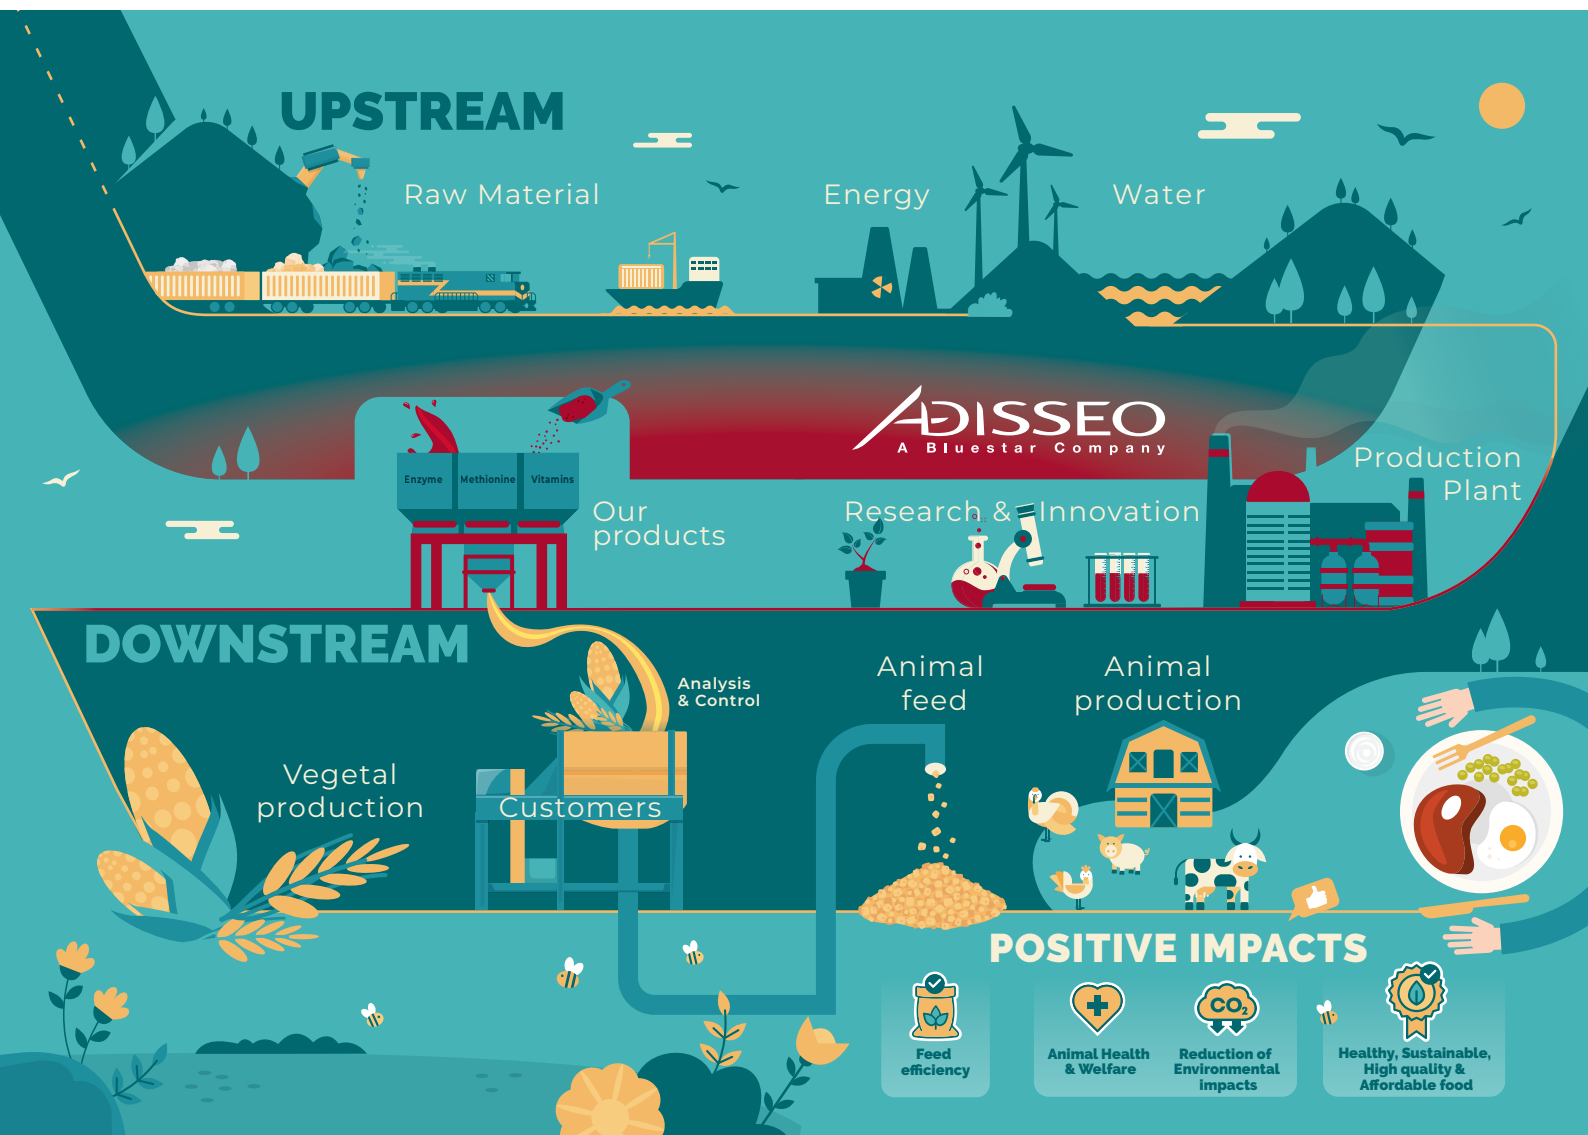 UPSTREAM
Raw Material
Energy
Water
ADISSEO
A Bluestar Company
Production
Plant
Enzyme
Methionine
Vitamins
Our
products
Research & Innovation
DOWNSTREAM
Analysis
& Control
Animal
feed
Animal
production
Vegetal
production
Customers
POSITIVE IMPACTS
CO2
Feed
efficiency
Animal Health
& Welfare
Reduction of
Environmental
impacts
Healthy, Sustainable,
High quality &
Affordable food